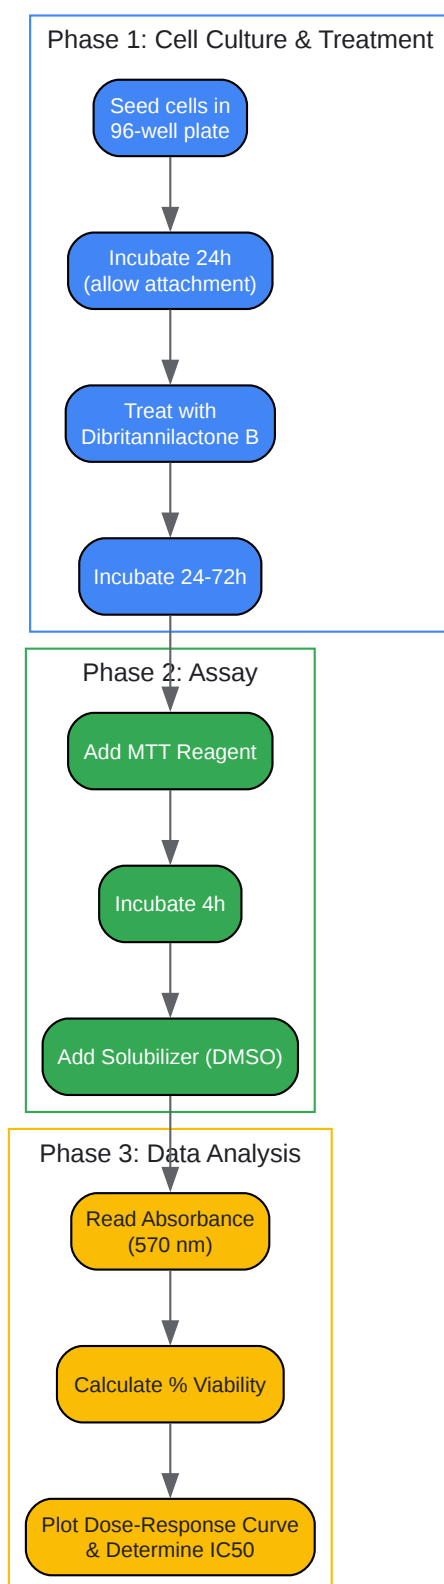 Phase 1: Cell Culture & Treatment
Seed cells in
96-well plate
Incubate 24h
(allow attachment)
Treat with
Dibritannilactone B
Incubate 24-72h
Phase 2: Assay
Add MTT Reagent
Incubate 4h
Add Solubilizer (DMSO)
Phase 3: Data Analysis
Read Absorbance
(570 nm)
Calculate % Viability
Plot Dose-Response Curve
& Determine IC50